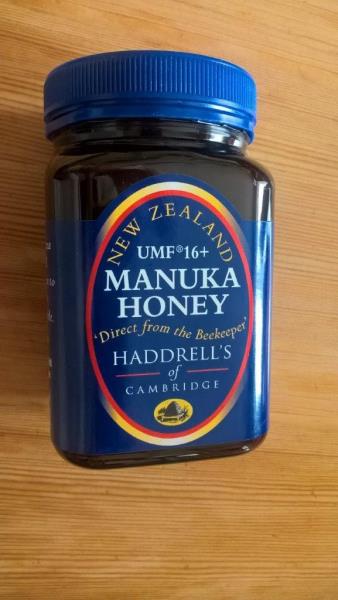 NEW ZEALAND
UMF®16+
MANUKA
HONEY
'Direct from the Beekeeper'
HADDRELL'S
of
CAMBRIDGE